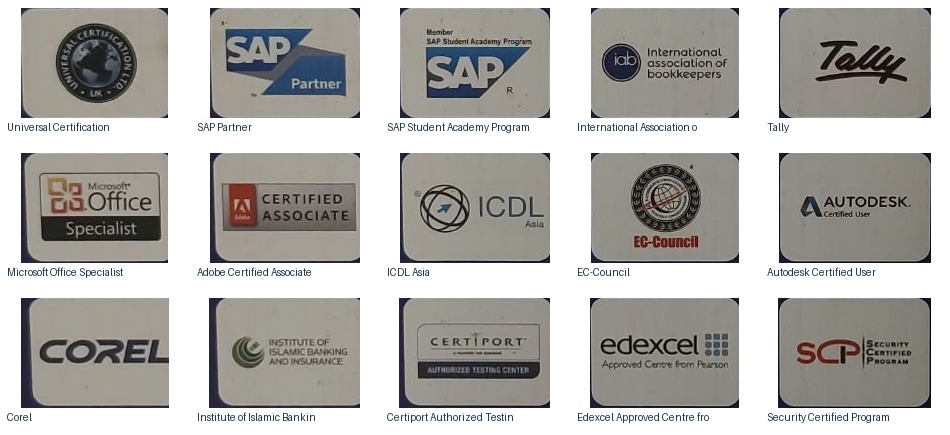 UNIVERSAL CERTIFICATION LTD.
UK
SAP
Partner
Member
SAP Student Academy Program
SAP
R
iab
International
association of
bookkeepers
Tally
Universal Certification
SAP Partner
SAP Student Academy Program
International Association o
Tally
Microsoft®
Office
Specialist
Adobe
CERTIFIED
ASSOCIATE
®
ICDL
Asia
EC-Council
AUTODESK.
Certified User
Microsoft Office Specialist
Adobe Certified Associate
ICDL Asia
EC-Council
Autodesk Certified User
COREL
INSTITUTE OF
ISLAMIC BANKING
AND INSURANCE
CERTIPORT
AUTHORIZED TESTING CENTER
edexcel
Approved Centre from Pearson
SCP
SECURITY
CERTIFIED
PROGRAM
Corel
Institute of Islamic Bankin
Certiport Authorized Testin
Edexcel Approved Centre fro
Security Certified Program